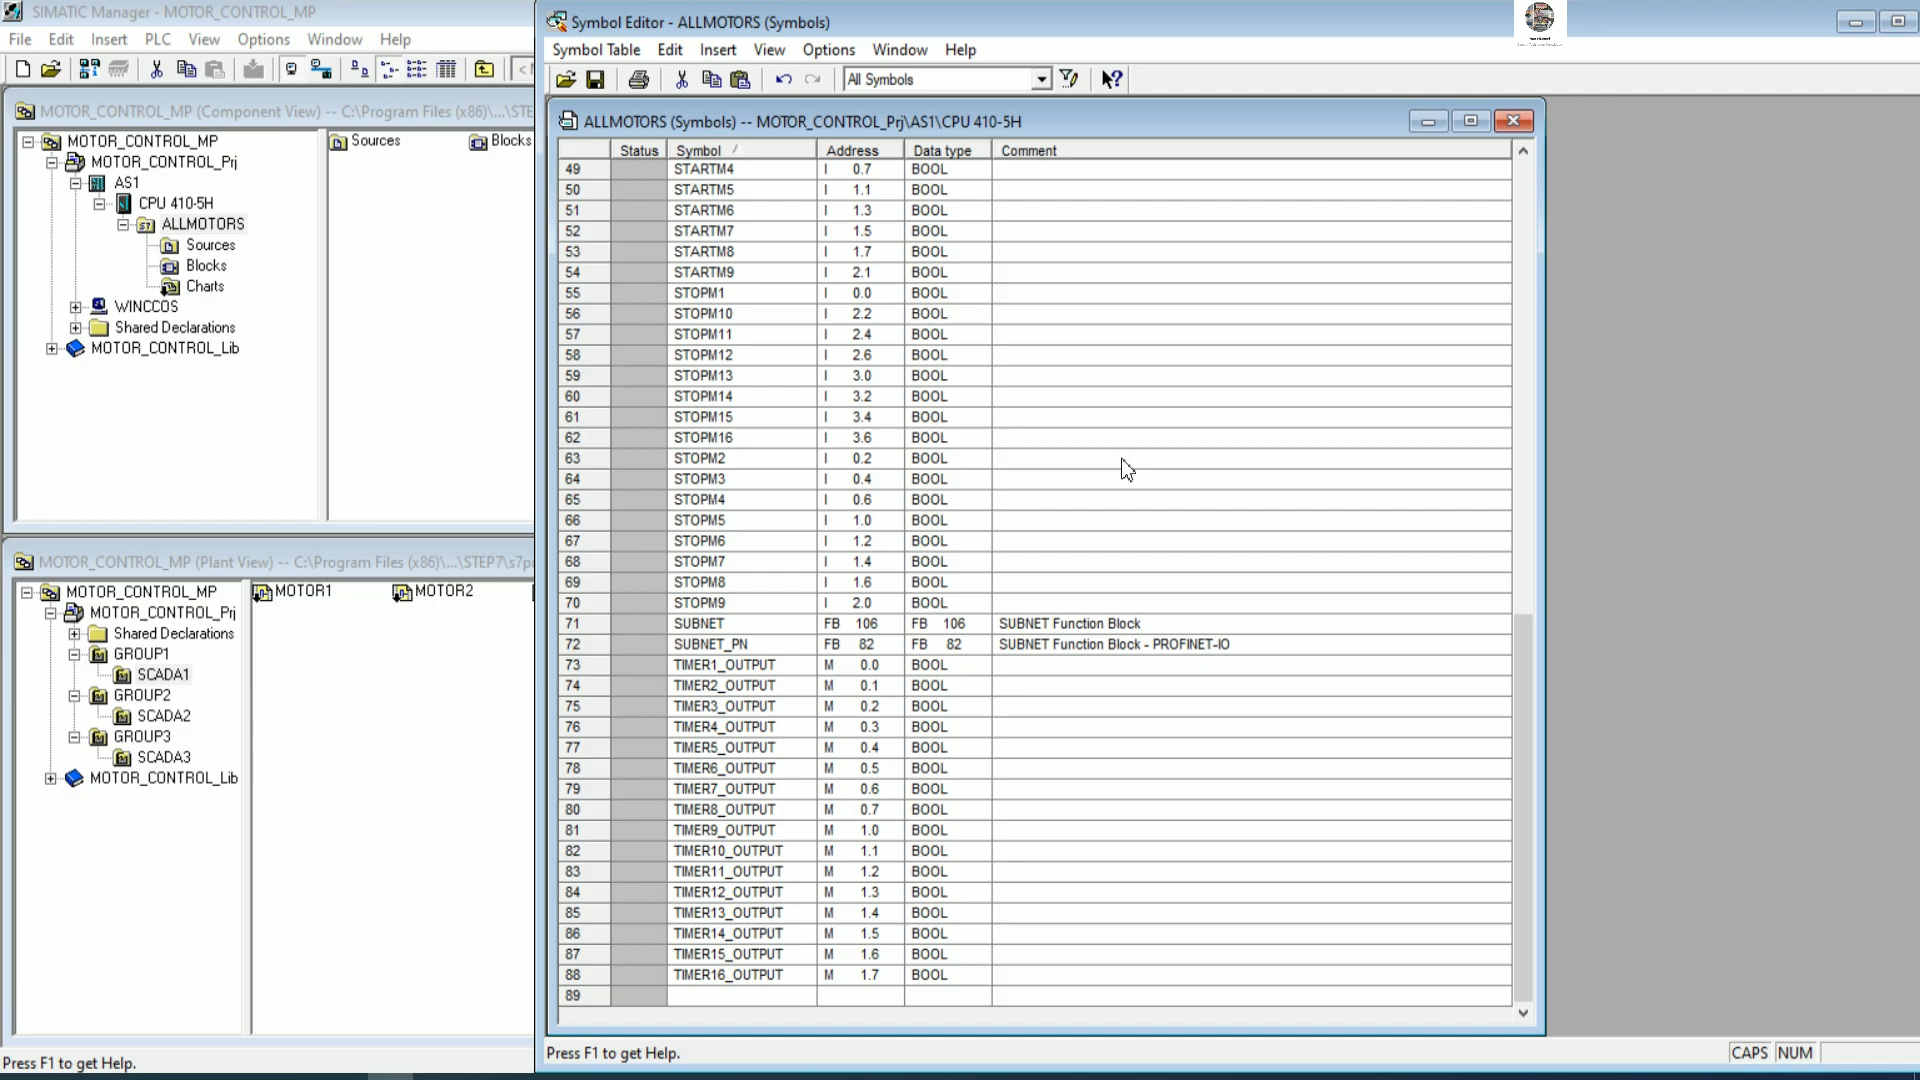 SIMATIC Manager - MOTOR_CONTROL_MP
File Edit Insert PLC View Options Window Help
MOTOR_CONTROL_MP (Component View) -- C:\Program Files (x86)\...\STE
MOTOR_CONTROL_MP
MOTOR_CONTROL_Prj
AS1
CPU 410-5H
ALLMOTORS
Sources
Blocks
Charts
WINCCOS
Shared Declarations
MOTOR_CONTROL_Lib
Sources Blocks
MOTOR_CONTROL_MP (Plant View) -- C:\Program Files (x86)\...\STEP7\s7p
MOTOR_CONTROL_MP
MOTOR_CONTROL_Prj
Shared Declarations
GROUP1
SCADA1
GROUP2
SCADA2
GROUP3
SCADA3
MOTOR_CONTROL_Lib
MOTOR1 MOTOR2
Press F1 to get Help.
Symbol Editor - ALLMOTORS (Symbols)
Symbol Table Edit Insert View Options Window Help
All Symbols
ALLMOTORS (Symbols) -- MOTOR_CONTROL_Prj\AS1\CPU 410-5H
Status Symbol / Address Data type Comment
49 STARTM4 I 0.7 BOOL
50 STARTM5 I 1.1 BOOL
51 STARTM6 I 1.3 BOOL
52 STARTM7 I 1.5 BOOL
53 STARTM8 I 1.7 BOOL
54 STARTM9 I 2.1 BOOL
55 STOPM1 I 0.0 BOOL
56 STOPM10 I 2.2 BOOL
57 STOPM11 I 2.4 BOOL
58 STOPM12 I 2.6 BOOL
59 STOPM13 I 3.0 BOOL
60 STOPM14 I 3.2 BOOL
61 STOPM15 I 3.4 BOOL
62 STOPM16 I 3.6 BOOL
63 STOPM2 I 0.2 BOOL
64 STOPM3 I 0.4 BOOL
65 STOPM4 I 0.6 BOOL
66 STOPM5 I 1.0 BOOL
67 STOPM6 I 1.2 BOOL
68 STOPM7 I 1.4 BOOL
69 STOPM8 I 1.6 BOOL
70 STOPM9 I 2.0 BOOL
71 SUBNET FB 106 FB 106 SUBNET Function Block
72 SUBNET_PN FB 82 FB 82 SUBNET Function Block - PROFINET-IO
73 TIMER1_OUTPUT M 0.0 BOOL
74 TIMER2_OUTPUT M 0.1 BOOL
75 TIMER3_OUTPUT M 0.2 BOOL
76 TIMER4_OUTPUT M 0.3 BOOL
77 TIMER5_OUTPUT M 0.4 BOOL
78 TIMER6_OUTPUT M 0.5 BOOL
79 TIMER7_OUTPUT M 0.6 BOOL
80 TIMER8_OUTPUT M 0.7 BOOL
81 TIMER9_OUTPUT M 1.0 BOOL
82 TIMER10_OUTPUT M 1.1 BOOL
83 TIMER11_OUTPUT M 1.2 BOOL
84 TIMER12_OUTPUT M 1.3 BOOL
85 TIMER13_OUTPUT M 1.4 BOOL
86 TIMER14_OUTPUT M 1.5 BOOL
87 TIMER15_OUTPUT M 1.6 BOOL
88 TIMER16_OUTPUT M 1.7 BOOL
89
Press F1 to get Help.
CAPS NUM